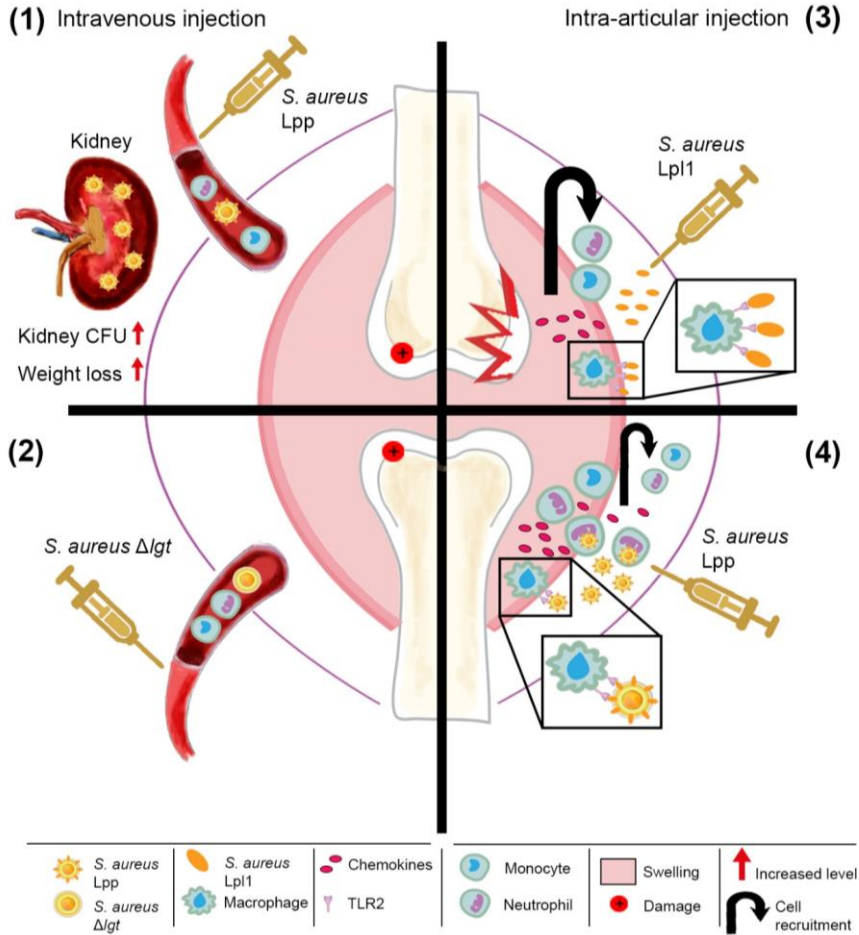 (1) Intravenous injection
Intra-articular injection (3)
S. aureus
Lpp
Kidney
S. aureus
Lpl1
Kidney CFU
Weight loss
(2)
(4)
S. aureus Δlgt
S. aureus
Lpp
S. aureus
Lpp
S. aureus
Δlgt
S. aureus
Lpl1
Macrophage
Chemokines
TLR2
Monocyte
Neutrophil
Swelling
Damage
Increased level
Cell
recruitment